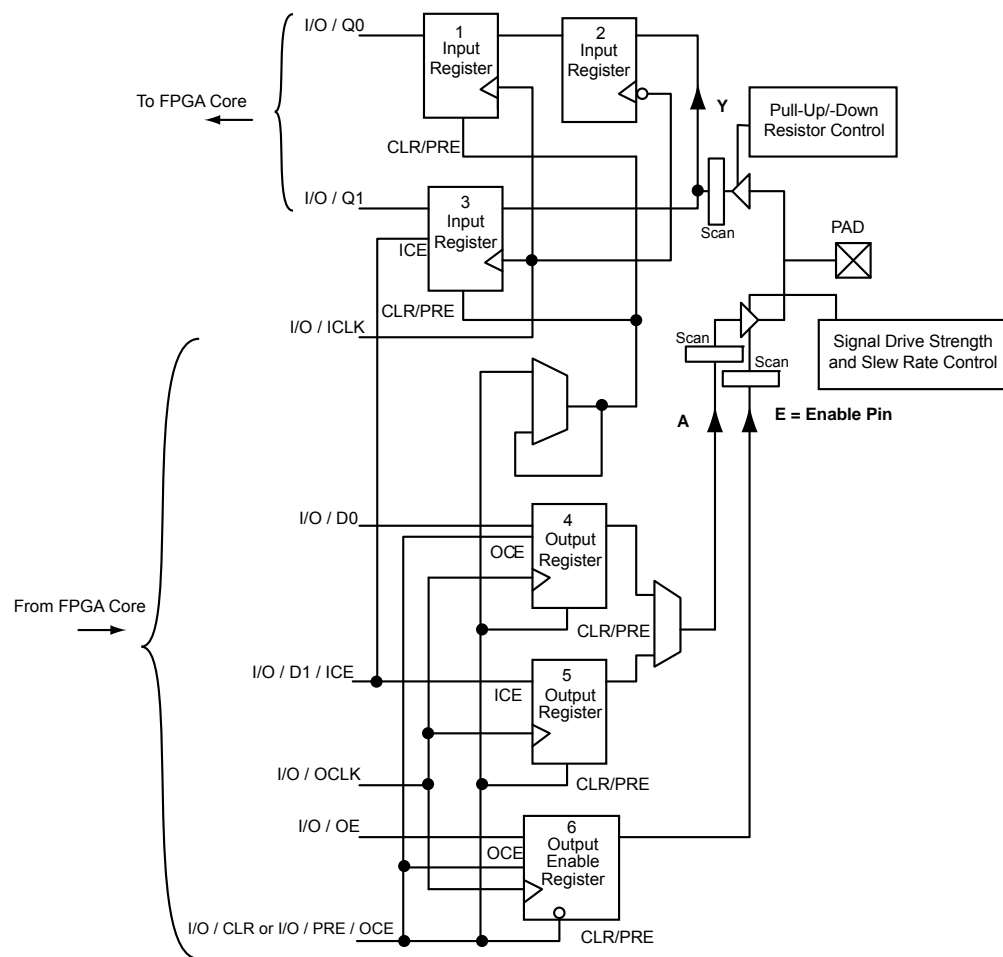 I/O / Q0
1
Input
Register
2
Input
Register
To FPGA Core
Y
Pull-Up/-Down
Resistor Control
CLR/PRE
I/O / Q1
3
Input
Register
ICE
Scan
PAD
CLR/PRE
I/O / ICLK
Scan
Scan
Signal Drive Strength
and Slew Rate Control
A
E = Enable Pin
I/O / D0
4
Output
Register
OCE
From FPGA Core
CLR/PRE
I/O / D1 / ICE
5
Output
Register
ICE
I/O / OCLK
CLR/PRE
I/O / OE
6
Output
Enable
Register
OCE
I/O / CLR or I/O / PRE / OCE
CLR/PRE